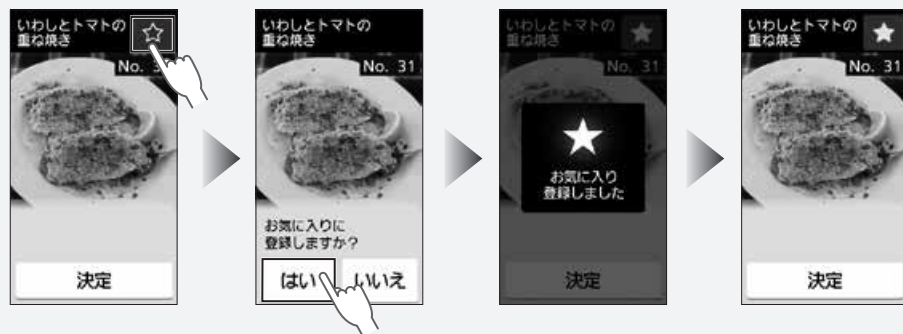 いわしとトマトの
重ね焼き
No. 31
決定
いわしとトマトの
重ね焼き
No. 31
お気に入りに
登録しますか?
はい
いいえ
いわしとトマトの
重ね焼き
No. 31
お気に入り
登録しました
決定
いわしとトマトの
重ね焼き
No. 31
決定